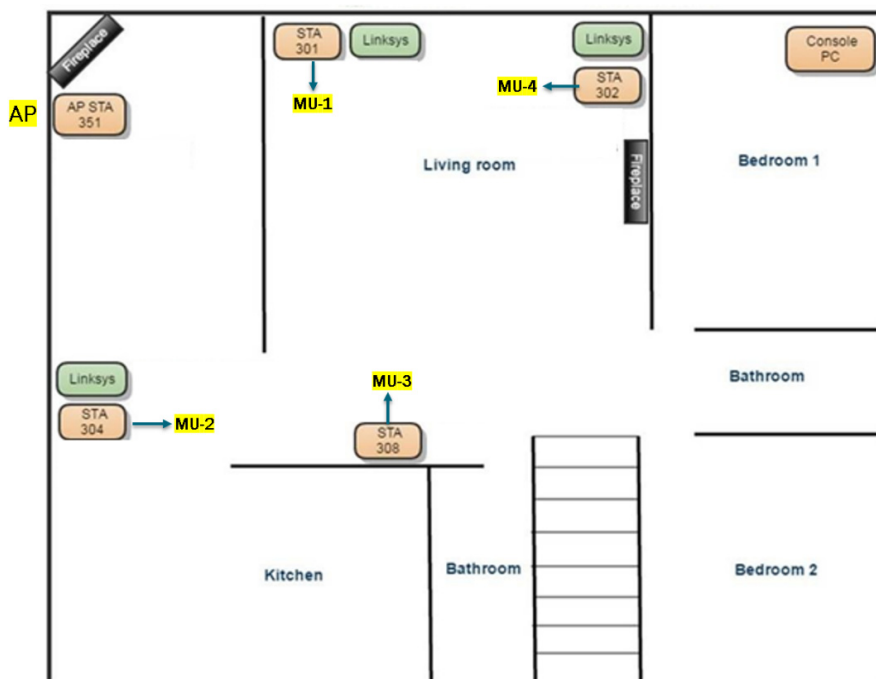 Fireplace
AP
AP STA
351
STA
301
Linksys
MU-1
Linksys
STA
302
MU-4
Console
PC
Living room
Fireplace
Bedroom 1
Bathroom
Linksys
STA
304
MU-2
MU-3
STA
308
Kitchen
Bathroom
Bedroom 2